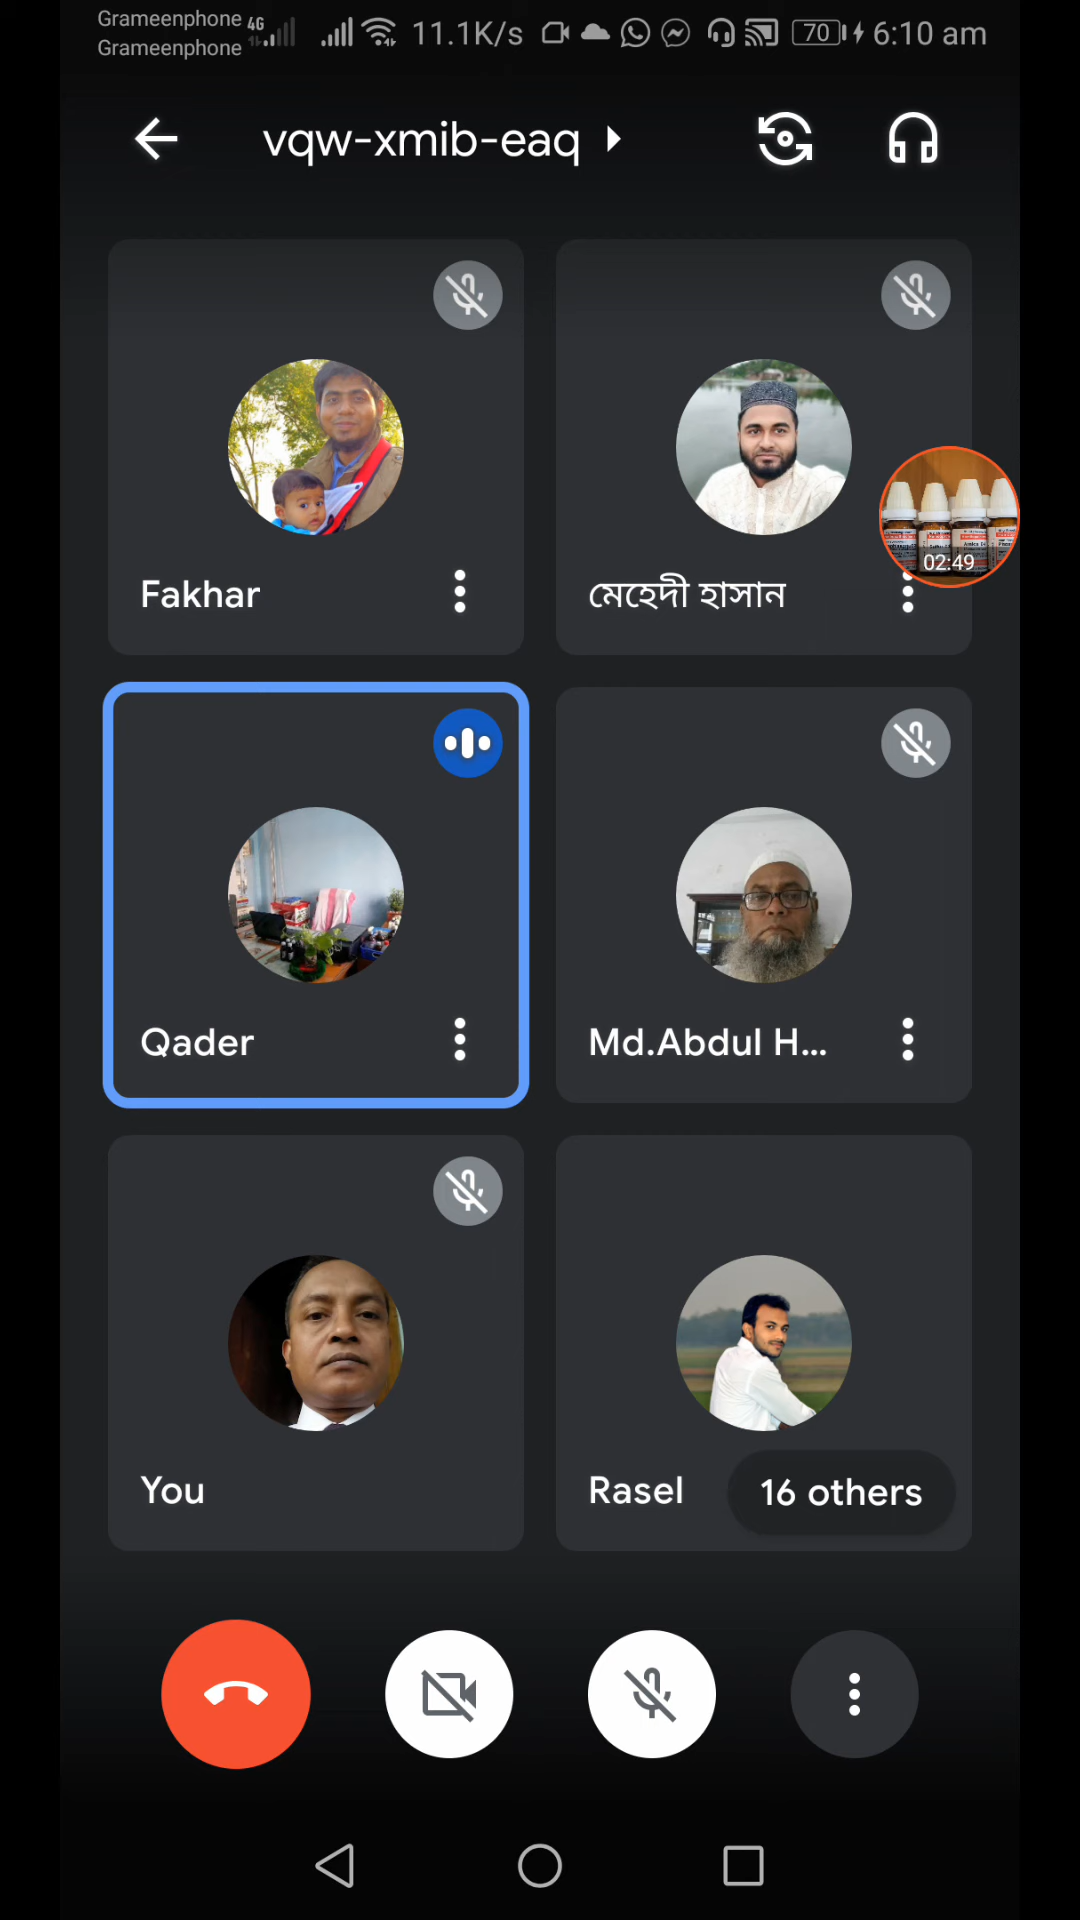 Grameenphone 4G
Grameenphone
11.1K/s
70
6:10 am
vqw-xmib-eaq
Fakhar
মেহেদী হাসান
02:49
Qader
Md.Abdul H...
You
Rasel
16 others